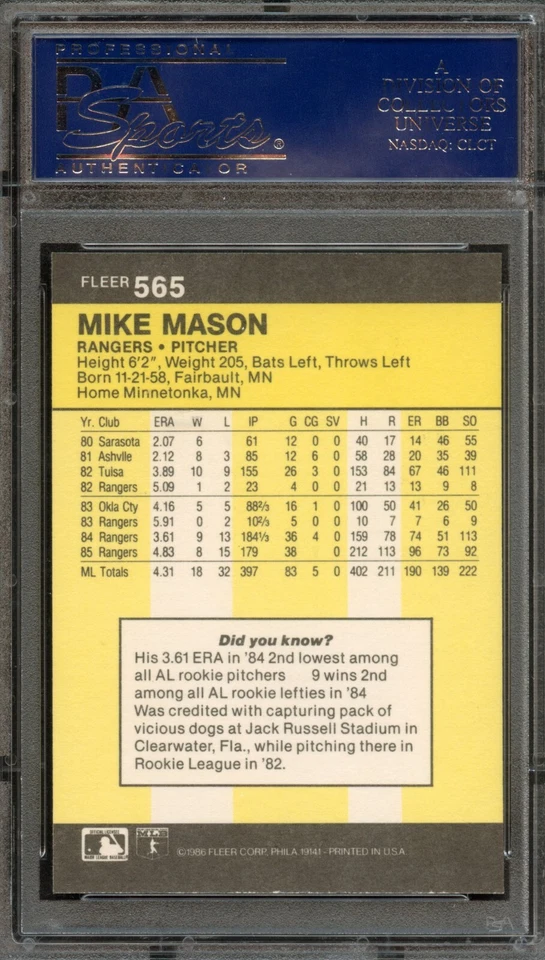 PROFESSIONAL
PSA
Sports®
AUTHENTICATOR
A
DIVISION OF
COLLECTORS
UNIVERSE
NASDAQ: CLCT
FLEER 565
MIKE MASON
RANGERS • PITCHER
Height 6'2", Weight 205, Bats Left, Throws Left
Born 11-21-58, Fairbault, MN
Home Minnetonka, MN
Yr. Club ERA W L IP G CG SV H R ER BB SO
80 Sarasota 2.07 6 61 12 0 0 40 17 14 46 55
81 Ashvlle 2.12 8 3 85 12 6 0 58 28 20 35 39
82 Tulsa 3.89 10 9 155 26 3 0 153 84 67 46 111
82 Rangers 5.09 1 2 23 4 0 0 21 13 13 9 8
83 Okla Cty 4.16 5 5 88⅔ 16 1 0 100 50 41 26 50
83 Rangers 5.91 0 2 10⅔ 5 0 0 10 7 7 6 9
84 Rangers 3.61 9 13 184⅓ 36 4 0 159 78 74 51 113
85 Rangers 4.83 8 15 179 38 0 212 113 96 73 92
ML Totals 4.31 18 32 397 83 5 0 402 211 190 139 222
Did you know?
His 3.61 ERA in '84 2nd lowest among
all AL rookie pitchers 9 wins 2nd
among all AL rookie lefties in '84
Was credited with capturing pack of
vicious dogs at Jack Russell Stadium in
Clearwater, Fla., while pitching there in
Rookie League in '82.
OFFICIAL LICENSEE
MAJOR LEAGUE BASEBALL
MLB
©1986 FLEER CORP. PHILA. 19141 - PRINTED IN U.S.A.
PSA